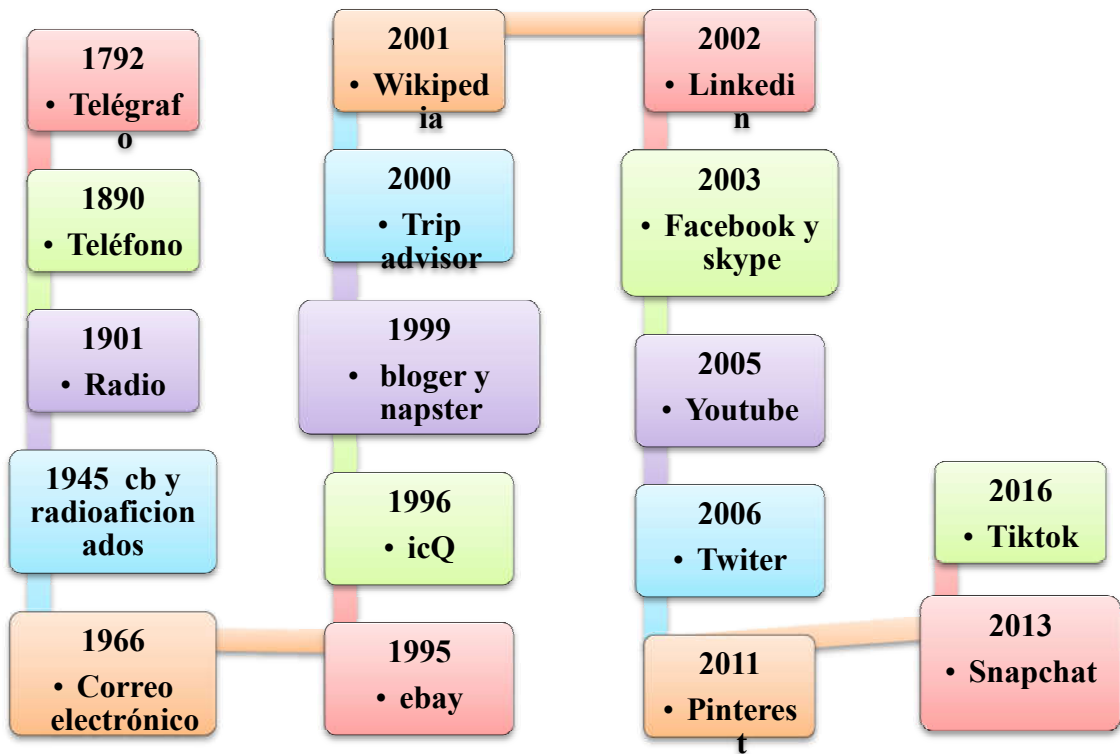 1792
• Telégraf
o
1890
• Teléfono
1901
• Radio
1945 cb y
radioaficion
ados
1966
• Correo
electrónico
1995
• ebay
1996
• icQ
1999
• bloger y
napster
2000
• Trip
advisor
2001
• Wikiped
ia
2002
• Linkedi
n
2003
• Facebook y
skype
2005
• Youtube
2006
• Twiter
2011
• Pinteres
t
2013
• Snapchat
2016
• Tiktok